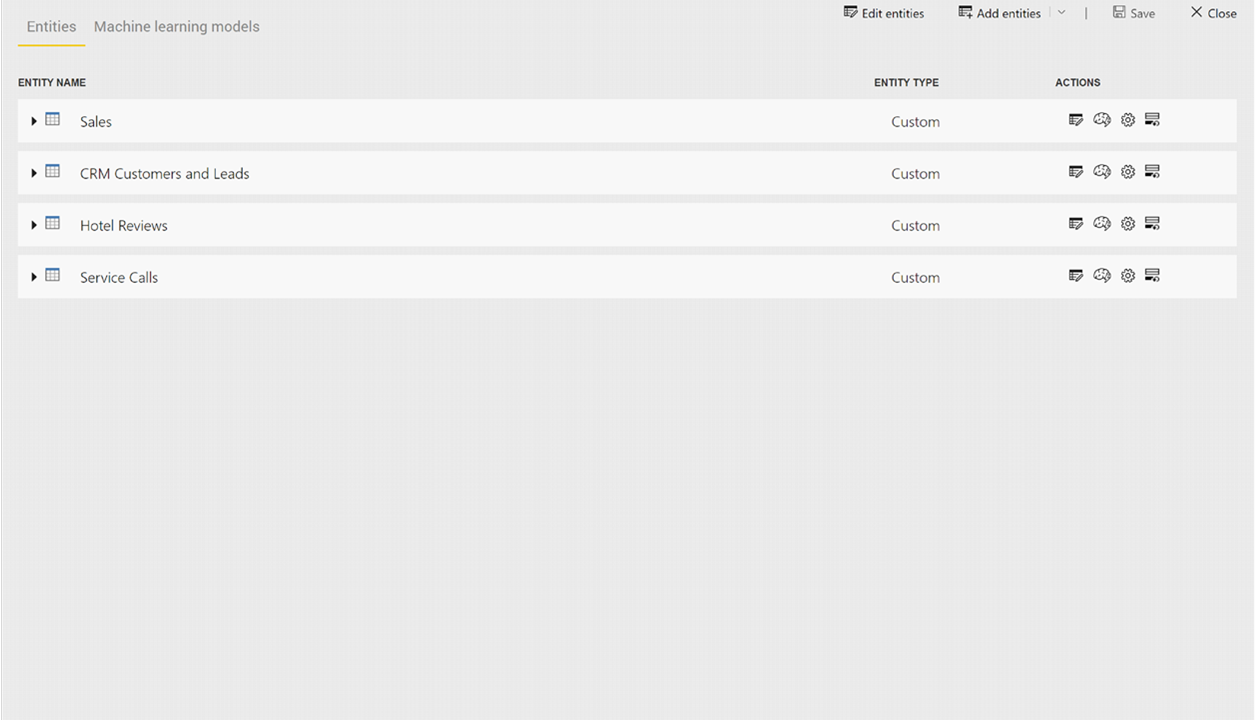 Edit entities Add entities | Save Close
Entities Machine learning models
ENTITY NAME ENTITY TYPE ACTIONS
Sales Custom
CRM Customers and Leads Custom
Hotel Reviews Custom
Service Calls Custom